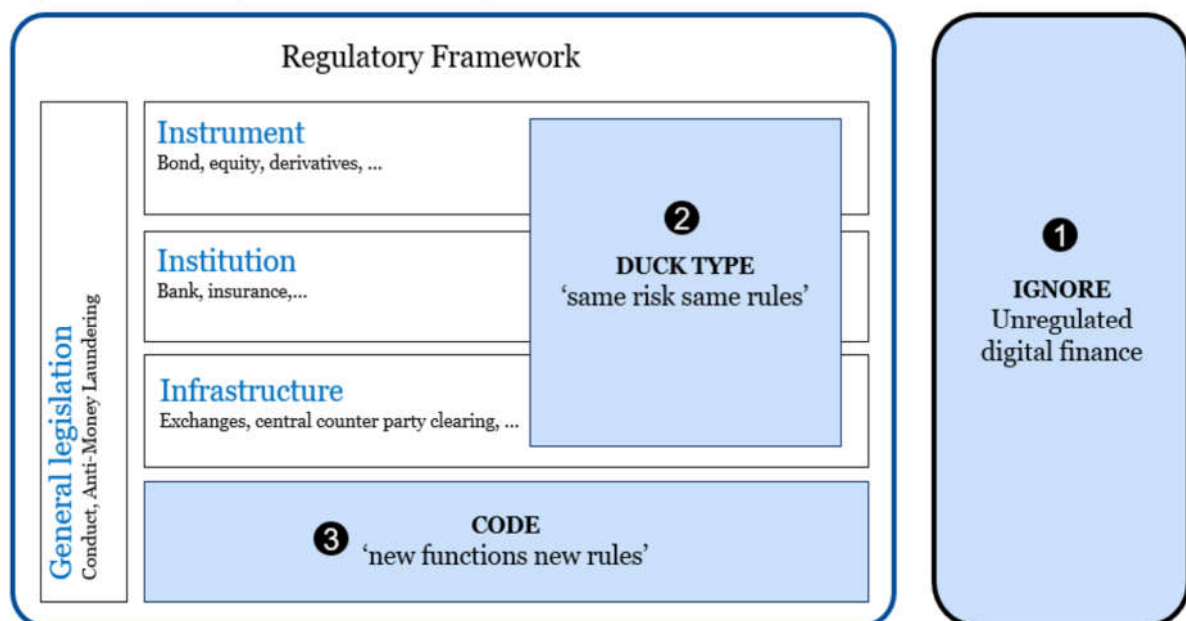 Regulatory Framework
General legislation
Conduct, Anti-Money Laundering
Instrument
Bond, equity, derivatives, ...
Institution
Bank, insurance,...
Infrastructure
Exchanges, central counter party clearing, ...
2
DUCK TYPE
‘same risk same rules’
3
CODE
‘new functions new rules’
1
IGNORE
Unregulated
digital finance